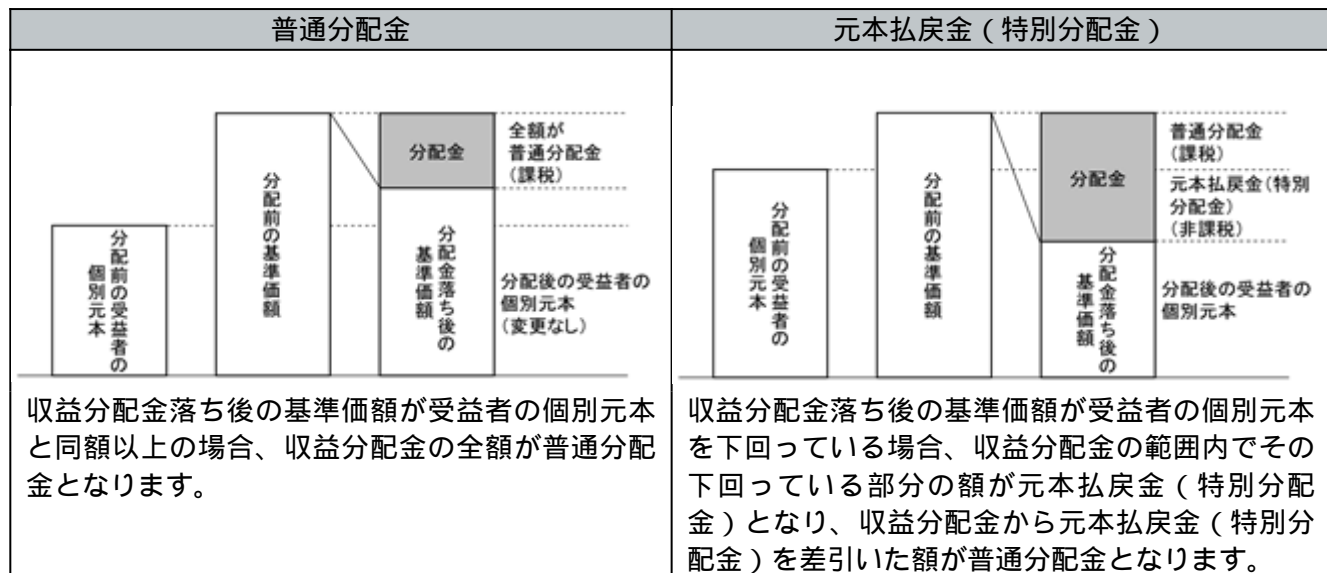 普通分配金
分配前の受益者の
個別元本
分配前の基準価額
分配金
分配金落ち後の
基準価額
全額が
普通分配金
(課税)
分配後の受益者の
個別元本
(変更なし)
収益分配金落ち後の基準価額が受益者の個別元本
と同額以上の場合、収益分配金の全額が普通分配
金となります。
元本払戻金(特別分配金)
分配前の受益者の
個別元本
分配前の基準価額
分配金
分配金落ち後の
基準価額
普通分配金
(課税)
元本払戻金(特別
分配金)
(非課税)
分配後の受益者の
個別元本
収益分配金落ち後の基準価額が受益者の個別元本
を下回っている場合、収益分配金の範囲内でその
下回っている部分の額が元本払戻金(特別分配
金)となり、収益分配金から元本払戻金(特別分
配金)を差引いた額が普通分配金となります。